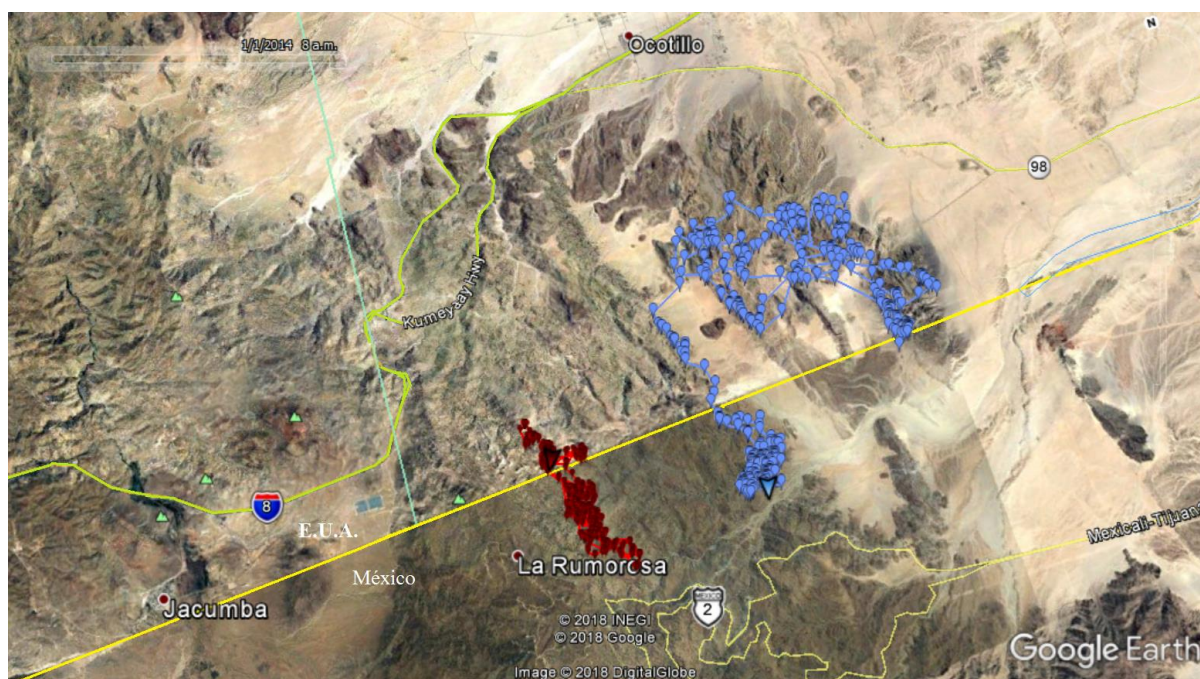 N
1/1/2014 8 a.m.
Ocotillo
98
Kumeyaay Hwy
8
E.U.A.
México
La Rumorosa
Jacumba
Mexicali-Tijuana
MEXICO
2
© 2018 INEGI
© 2018 Google
Image © 2018 DigitalGlobe
Google Earth